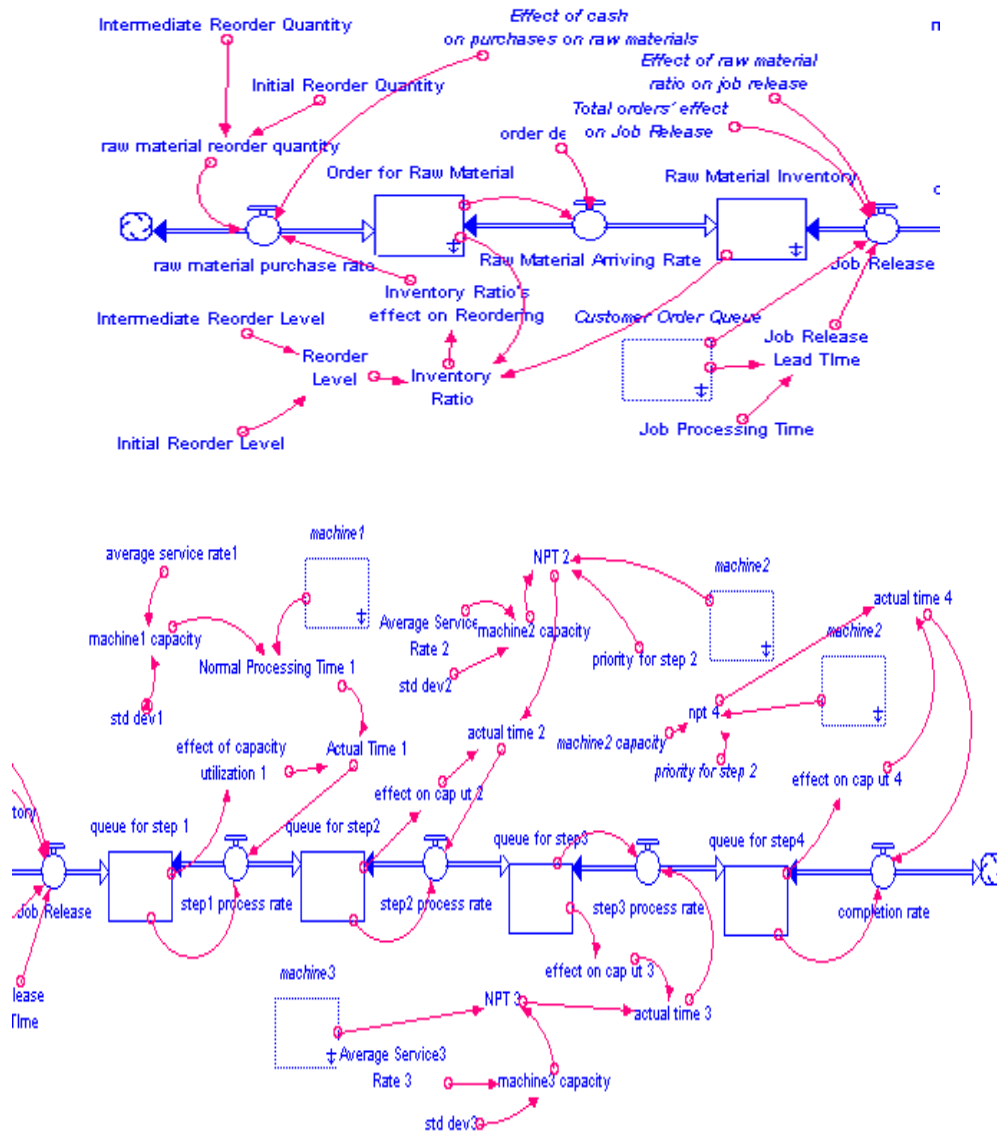 Intermediate Reorder Quantity
Effect of cash
on purchases on raw materials
n
Initial Reorder Quantity
Effect of raw material
ratio on job release
Total orders' effect
on Job Release
raw material reorder quantity
order de
Order for Raw Material
Raw Material Inventory
c
raw material purchase rate
Raw Material Arriving Rate
Job Release
Inventory Ratio's
effect on Reordering
Intermediate Reorder Level
Customer Order Queue
Reorder
Level
Inventory
Ratio
Job Release
Lead TIme
Initial Reorder Level
Job Processing Time
machine1
average service rate1
NPT 2
machine2
actual time 4
machine1 capacity
Average Service
Rate 2
machine2 capacity
machine2
Normal Processing Time 1
priority for step 2
std dev2
std dev1
npt 4
effect of capacity
utilization 1
Actual Time 1
actual time 2
machine2 capacity
priority for step 2
effect on cap ut 2
effect on cap ut 4
tory
queue for step 1
queue for step2
queue for step3
queue for step4
Job Release
step1 process rate
step2 process rate
step3 process rate
completion rate
machine3
effect on cap ut 3
lease
TIme
NPT 3
actual time 3
Average Service3
Rate 3
machine3 capacity
std dev3